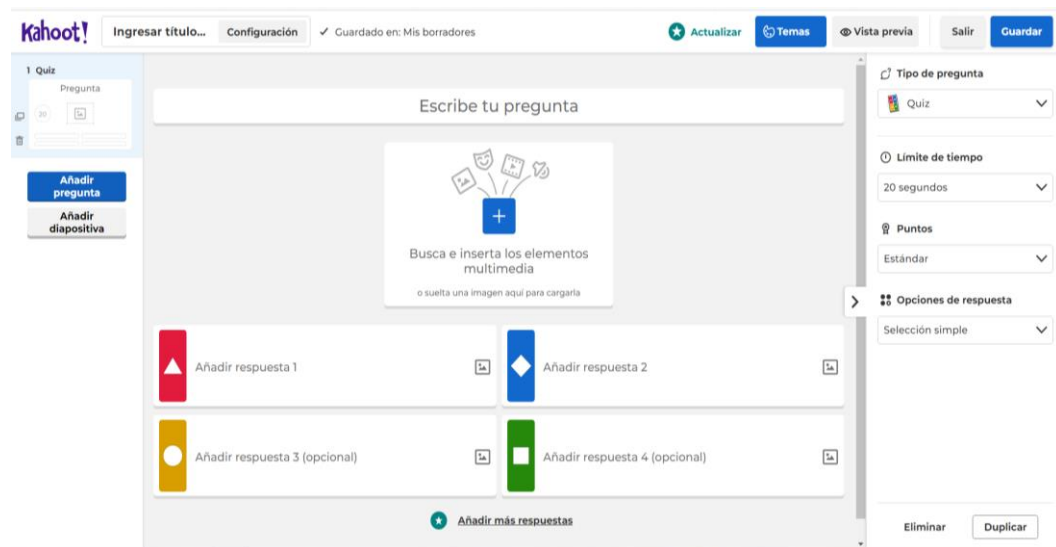 Kahoot!
Ingresar título...
Configuración
✓ Guardado en: Mis borradores
Actualizar
Temas
Vista previa
Salir
Guardar
1 Quiz
Pregunta
20
Añadir
pregunta
Añadir
diapositiva
Escribe tu pregunta
Busca e inserta los elementos
multimedia
o suelta una imagen aquí para cargarla
Añadir respuesta 1
Añadir respuesta 2
Añadir respuesta 3 (opcional)
Añadir respuesta 4 (opcional)
Añadir más respuestas
Tipo de pregunta
Quiz
Límite de tiempo
20 segundos
Puntos
Estándar
Opciones de respuesta
Selección simple
Eliminar
Duplicar